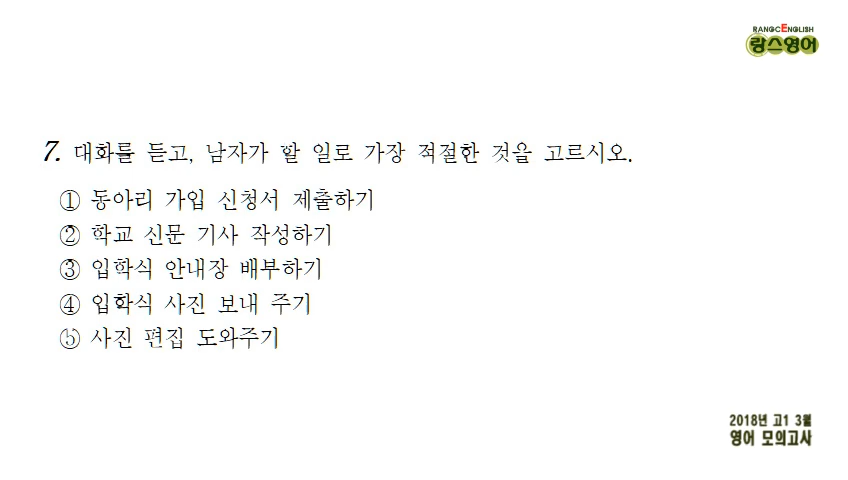 RANGCENGLISH
랑스영어
7. 대화를 듣고, 남자가 할 일로 가장 적절한 것을 고르시오.
① 동아리 가입 신청서 제출하기
② 학교 신문 기사 작성하기
③ 입학식 안내장 배부하기
④ 입학식 사진 보내 주기
⑤ 사진 편집 도와주기
2018년 고1 3월
영어 모의고사